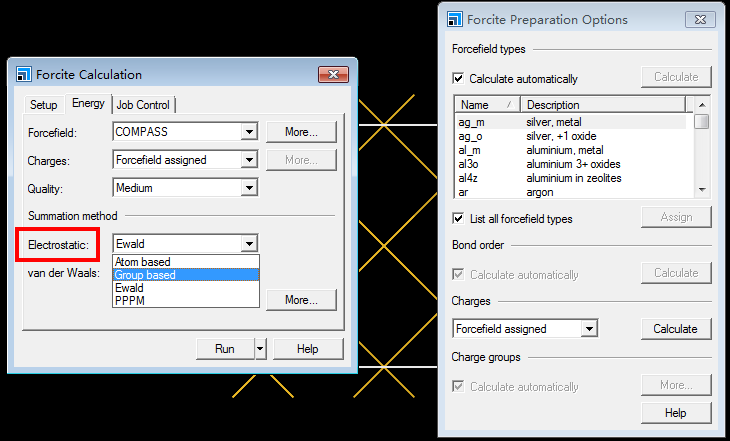 Forcite Calculation
Setup Energy Job Control
Forcefield: COMPASS More...
Charges: Forcefield assigned More...
Quality: Medium
Summation method
Electrostatic: Ewald
Atom based
van der Waals: Group based
Ewald
PPPM More...
Run Help
Forcite Preparation Options
Forcefield types
Calculate automatically Calculate
Name Description
ag_m silver, metal
ag_o silver, +1 oxide
al_m aluminium, metal
al3o aluminium 3+ oxides
al4z aluminium in zeolites
ar argon
List all forcefield types Assign
Bond order
Calculate automatically Calculate
Charges
Forcefield assigned Calculate
Charge groups
Calculate automatically More...
Help